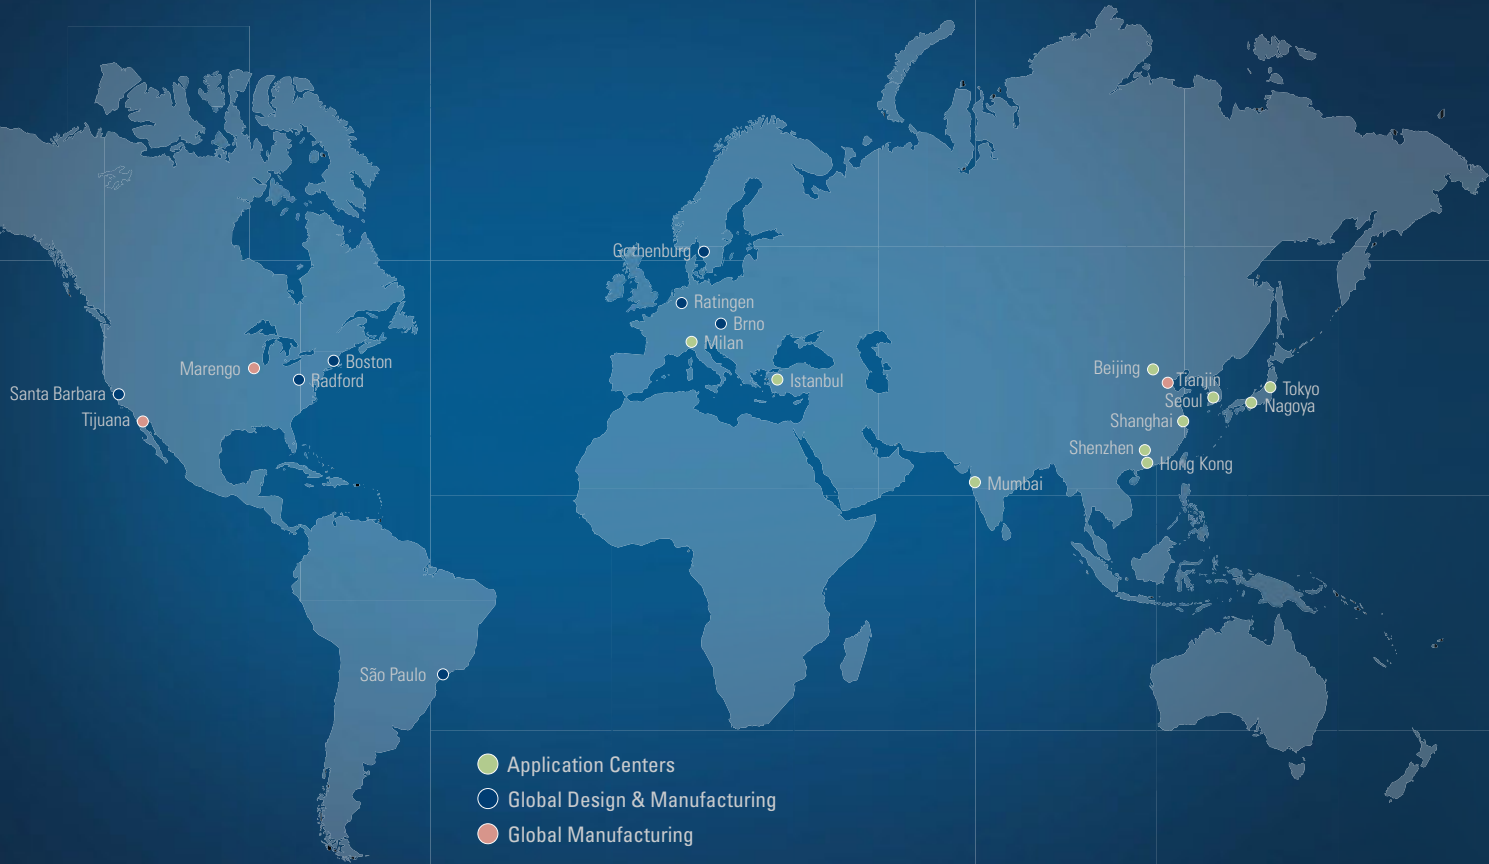 Gothenburg
Ratingen
Brno
Milan
Istanbul
Boston
Marengo
Radford
Santa Barbara
Tijuana
Beijing
Tianjin
Seoul
Tokyo
Nagoya
Shanghai
Shenzhen
Hong Kong
Mumbai
São Paulo
Application Centers
Global Design & Manufacturing
Global Manufacturing